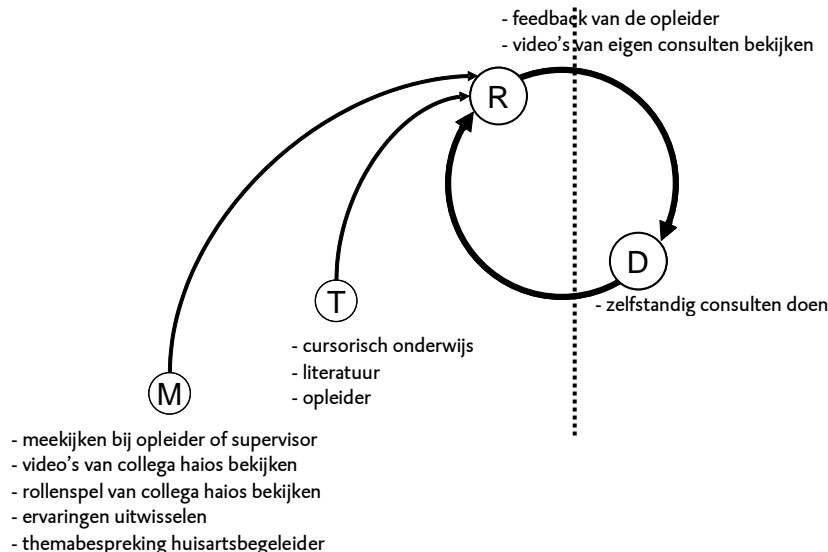 - feedback van de opleider
- video's van eigen consulten bekijken
R
D
- zelfstandig consulten doen
T
- cursorisch onderwijs
- literatuur
- opleider
M
- meekijken bij opleider of supervisor
- video's van collega haios bekijken
- rollenspel van collega haios bekijken
- ervaringen uitwisselen
- themabespreking huisartsbegeleider